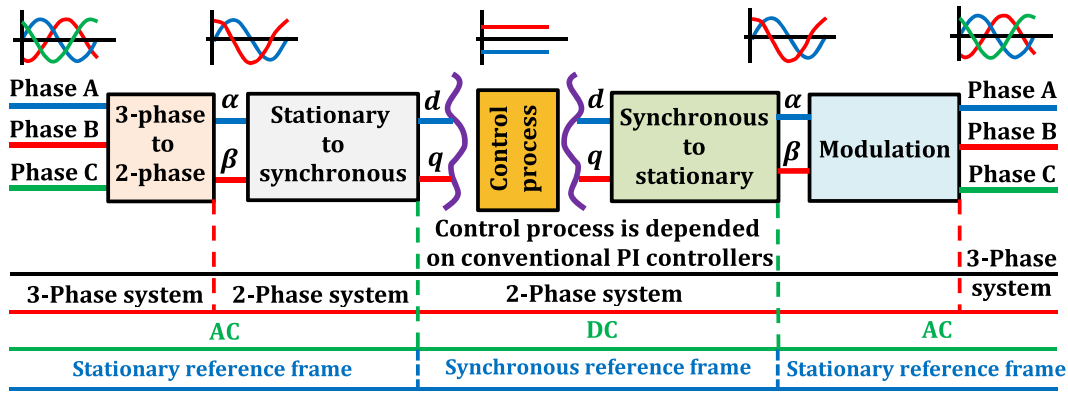 Phase A
Phase B
Phase C
3-phase
to
2-phase
α
β
Stationary
to
synchronous
d
q
Control
process
d
q
Synchronous
to
stationary
α
β
Modulation
Phase A
Phase B
Phase C
Control process is depended
on conventional PI controllers
3-Phase
system
3-Phase system
2-Phase system
2-Phase system
AC
DC
AC
Stationary reference frame
Synchronous reference frame
Stationary reference frame